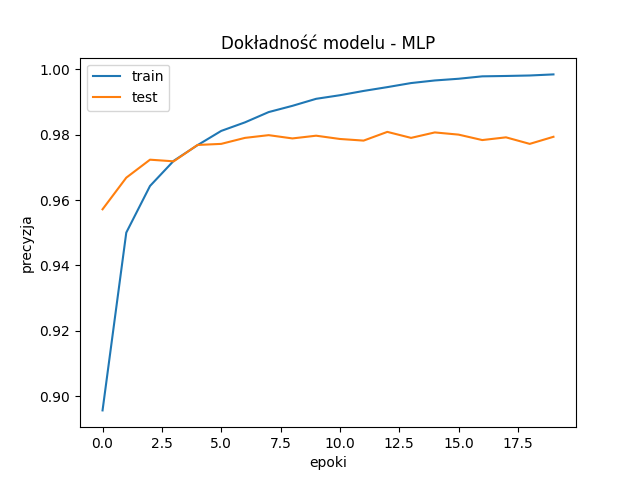 Dokładność modelu - MLP
train
test
precyzja
1.00
0.98
0.96
0.94
0.92
0.90
0.0 2.5 5.0 7.5 10.0 12.5 15.0 17.5
epoki